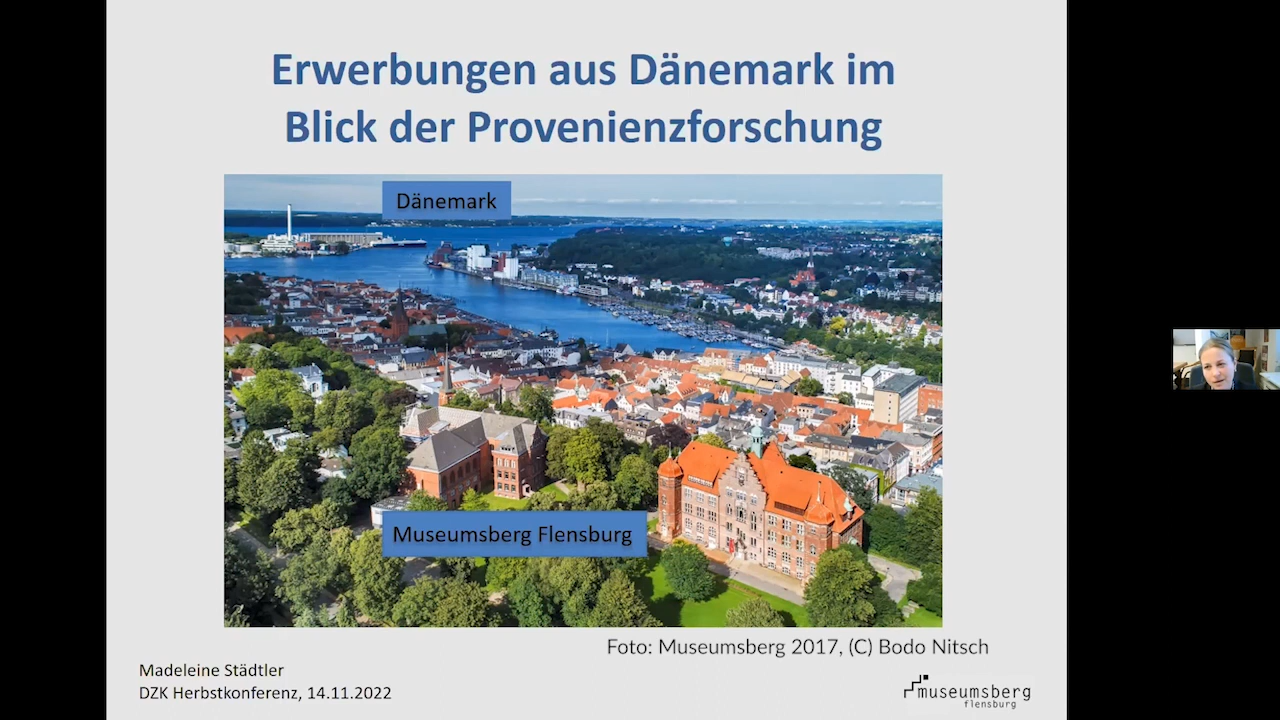 Erwerbungen aus Dänemark im
Blick der Provenienzforschung
Dänemark
Museumsberg Flensburg
Foto: Museumsberg 2017, (C) Bodo Nitsch
Madeleine Städtler
DZK Herbstkonferenz, 14.11.2022
museumsberg
flensburg